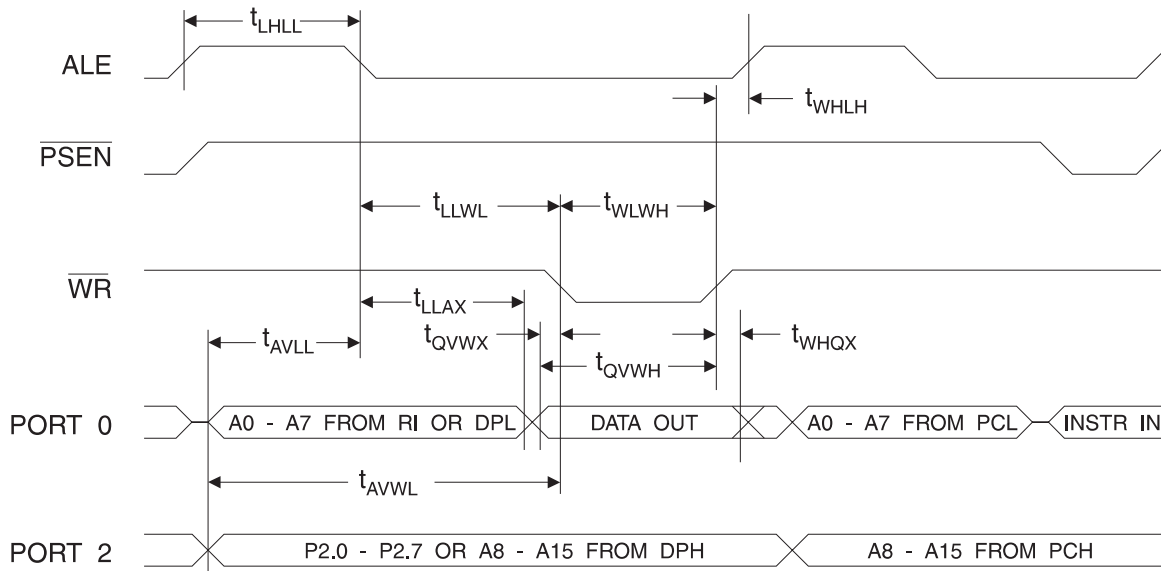 tLHLL
ALE
tWHLH
PSEN
tLLWL
tWLWH
WR
tLLAX
tAVLL
tQVWX
tWHQX
tQVWH
PORT 0
A0 - A7 FROM RI OR DPL
DATA OUT
A0 - A7 FROM PCL
INSTR IN
tAVWL
PORT 2
P2.0 - P2.7 OR A8 - A15 FROM DPH
A8 - A15 FROM PCH